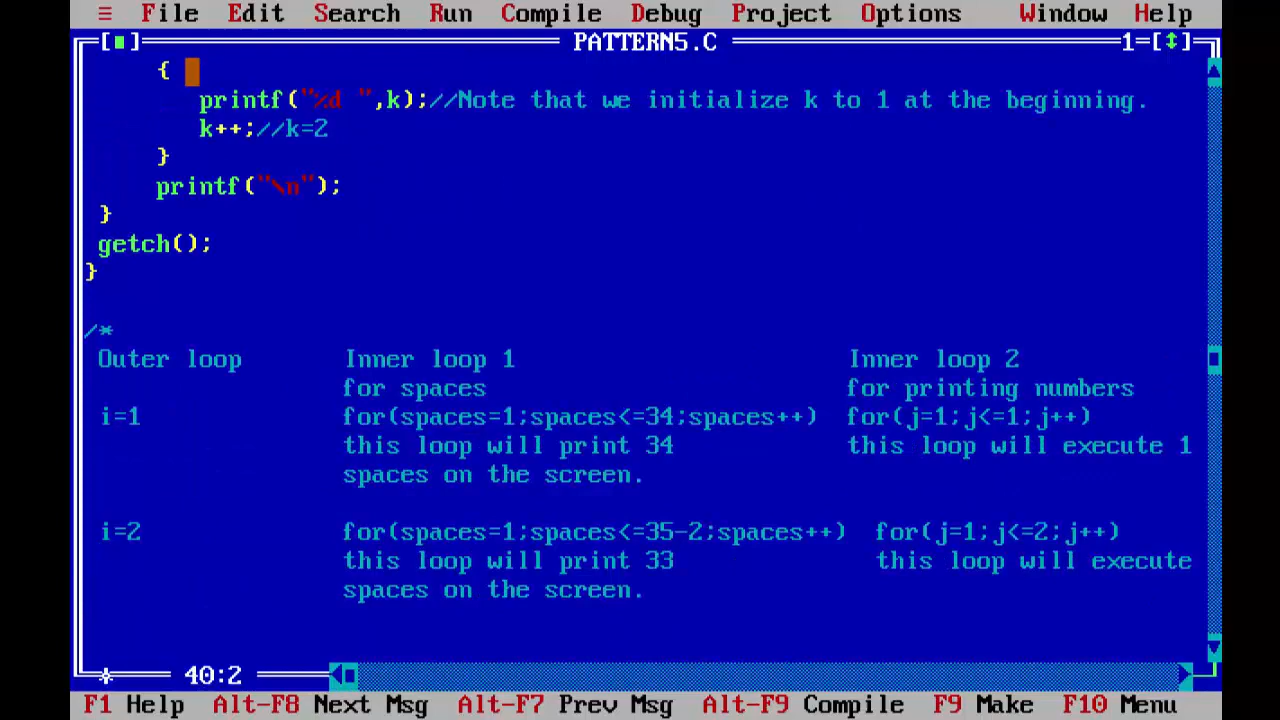 ≡ File Edit Search Run Compile Debug Project Options Window Help
[■] PATTERN5.C 1=[↕]
{
printf("%d ",k);//Note that we initialize k to 1 at the beginning.
k++;//k=2
}
printf("\n");
}
getch();
}
/*
Outer loop Inner loop 1 Inner loop 2
for spaces for printing numbers
i=1 for(spaces=1;spaces<=34;spaces++) for(j=1;j<=1;j++)
this loop will print 34 this loop will execute 1
spaces on the screen.
i=2 for(spaces=1;spaces<=35-2;spaces++) for(j=1;j<=2;j++)
this loop will print 33 this loop will execute
spaces on the screen.
40:2
F1 Help Alt-F8 Next Msg Alt-F7 Prev Msg Alt-F9 Compile F9 Make F10 Menu